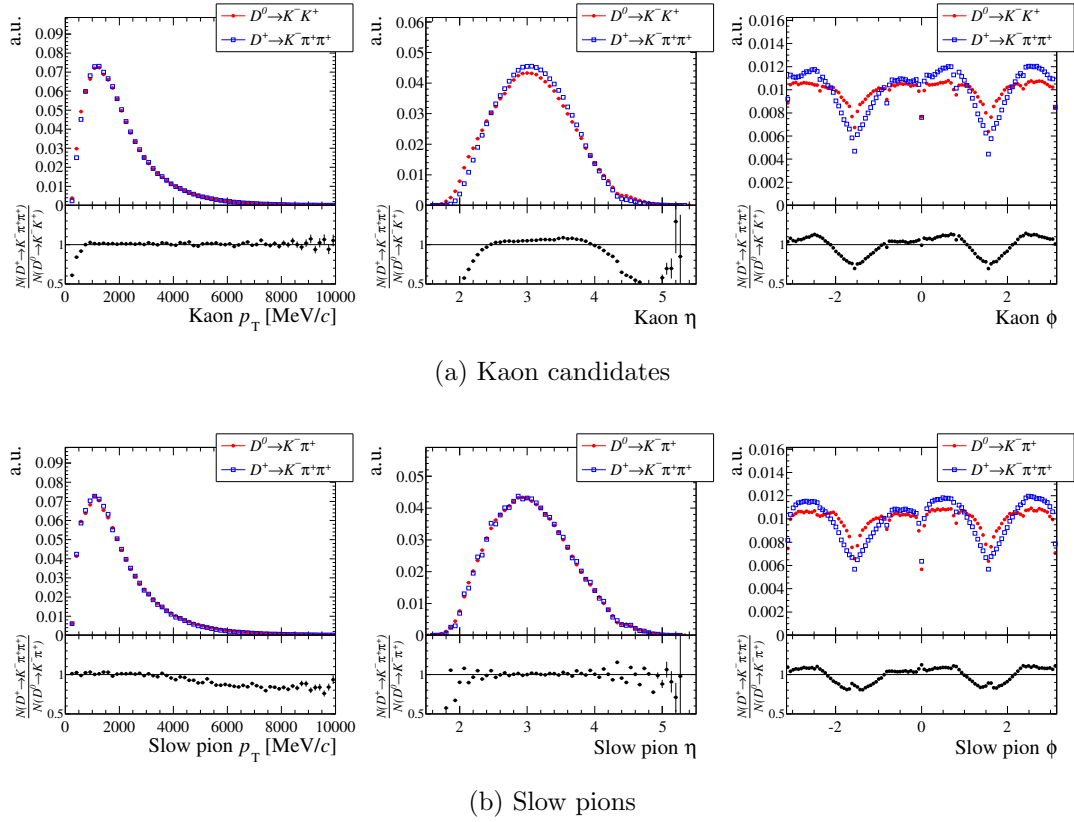 a.u.
D⁰→K⁻K⁺
D⁺→K⁻π⁺π⁺
0.09
0.08
0.07
0.06
0.05
0.04
0.03
0.02
0.01
0
N(D⁺→K⁻π⁺π⁺)
N(D⁰→K⁻K⁺)
1
0.5
0 2000 4000 6000 8000 10000
Kaon p_T [MeV/c]
a.u.
D⁰→K⁻K⁺
D⁺→K⁻π⁺π⁺
0.06
0.05
0.04
0.03
0.02
0.01
0
N(D⁺→K⁻π⁺π⁺)
N(D⁰→K⁻K⁺)
1
0.5
2 3 4 5
Kaon η
a.u.
D⁰→K⁻K⁺
D⁺→K⁻π⁺π⁺
0.016
0.014
0.012
0.01
0.008
0.006
0.004
0.002
0
N(D⁺→K⁻π⁺π⁺)
N(D⁰→K⁻K⁺)
1
0.5
-2 0 2
Kaon ϕ
(a) Kaon candidates
a.u.
D⁰→K⁻π⁺
D⁺→K⁻π⁺π⁺
0.09
0.08
0.07
0.06
0.05
0.04
0.03
0.02
0.01
0
N(D⁺→K⁻π⁺π⁺)
N(D⁰→K⁻π⁺)
1
0.5
0 2000 4000 6000 8000 10000
Slow pion p_T [MeV/c]
a.u.
D⁰→K⁻π⁺
D⁺→K⁻π⁺π⁺
0.06
0.05
0.04
0.03
0.02
0.01
0
N(D⁺→K⁻π⁺π⁺)
N(D⁰→K⁻π⁺)
1
0.5
2 3 4 5
Slow pion η
a.u.
D⁰→K⁻π⁺
D⁺→K⁻π⁺π⁺
0.016
0.014
0.012
0.01
0.008
0.006
0.004
0.002
0
N(D⁺→K⁻π⁺π⁺)
N(D⁰→K⁻π⁺)
1
0.5
-2 0 2
Slow pion ϕ
(b) Slow pions